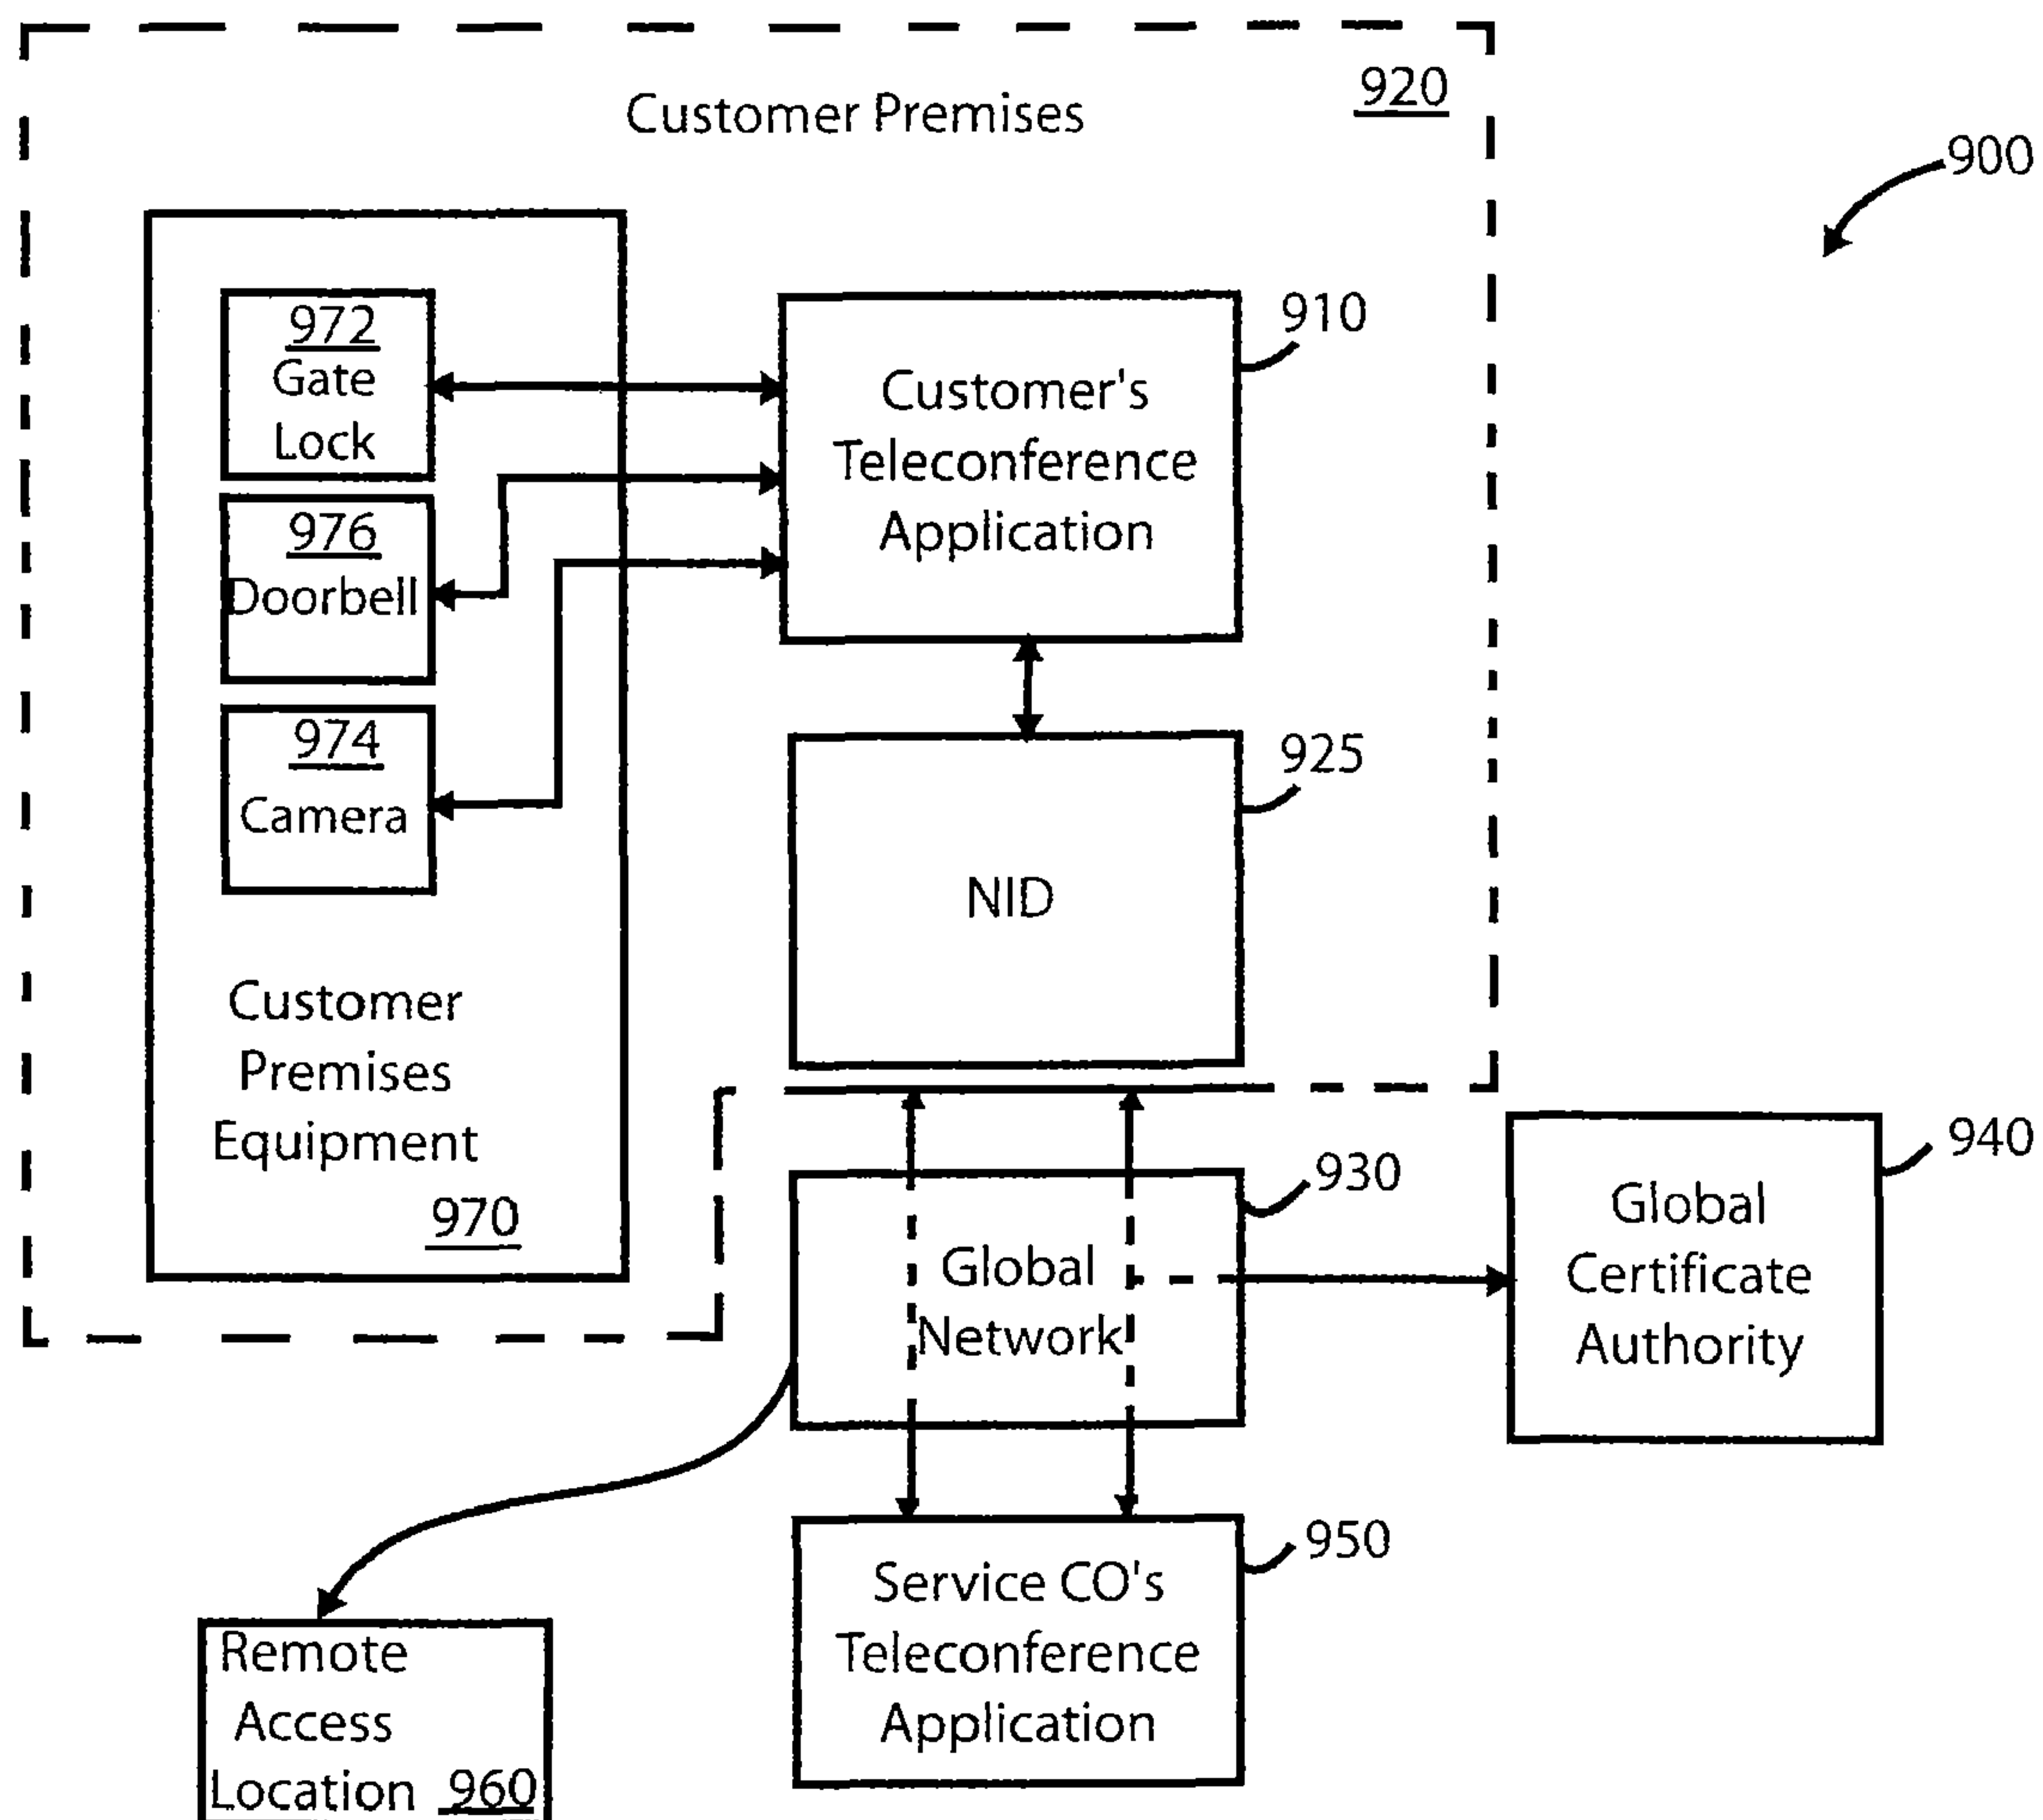 Customer Premises
920
900
972
Gate
Lock
976
Doorbell
974
Camera
Customer
Premises
Equipment
970
910
Customer's
Teleconference
Application
925
NID
930
Global
Network
940
Global
Certificate
Authority
950
Service CO's
Teleconference
Application
Remote
Access
Location 960